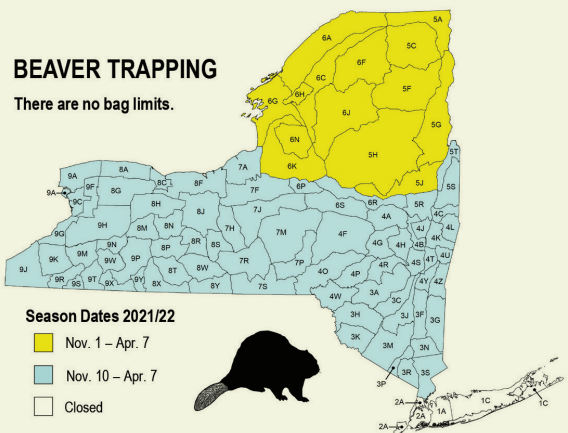 BEAVER TRAPPING
There are no bag limits.
5A
6A
5C
6F
6C
5F
6H
6G
6J
5G
6N
5H
6K
5J
5T
9A
8A
7A
9A
9F
8C
8F
6P
5S
8G
7F
9C
6S
6R
5R
8H
8J
7J
4A
4C
9G
9H
8M
8N
7H
7M
4F
4J
4L
4G
4H
4B
4K
9N
8R
8S
9K
9M
9W
9P
8P
7R
7P
4R
4S
4T
4U
9J
8T
8W
4O
4P
4Y
4Z
9R
9S
9T
9X
9Y
8X
8Y
7S
4W
3A
3C
3H
3J
3F
3G
3K
3M
3N
3P
3R
3S
Season Dates 2021/22
Nov. 1 – Apr. 7
Nov. 10 – Apr. 7
Closed
2A
2A
1A
1C
1C
2A